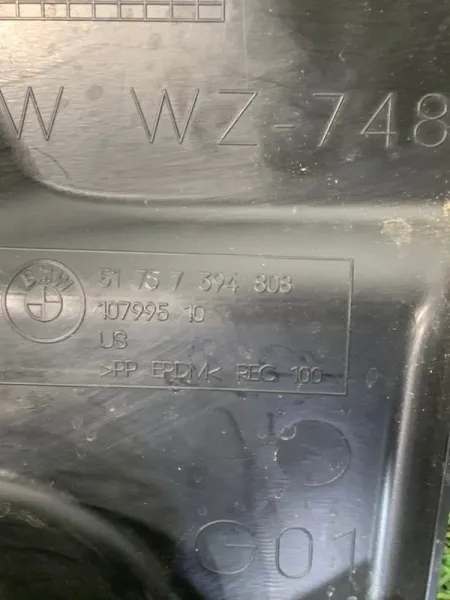 W WZ-748
BMW
51 75 7 394 808
107995 10
US
>PP EPDM< REC 100
G01